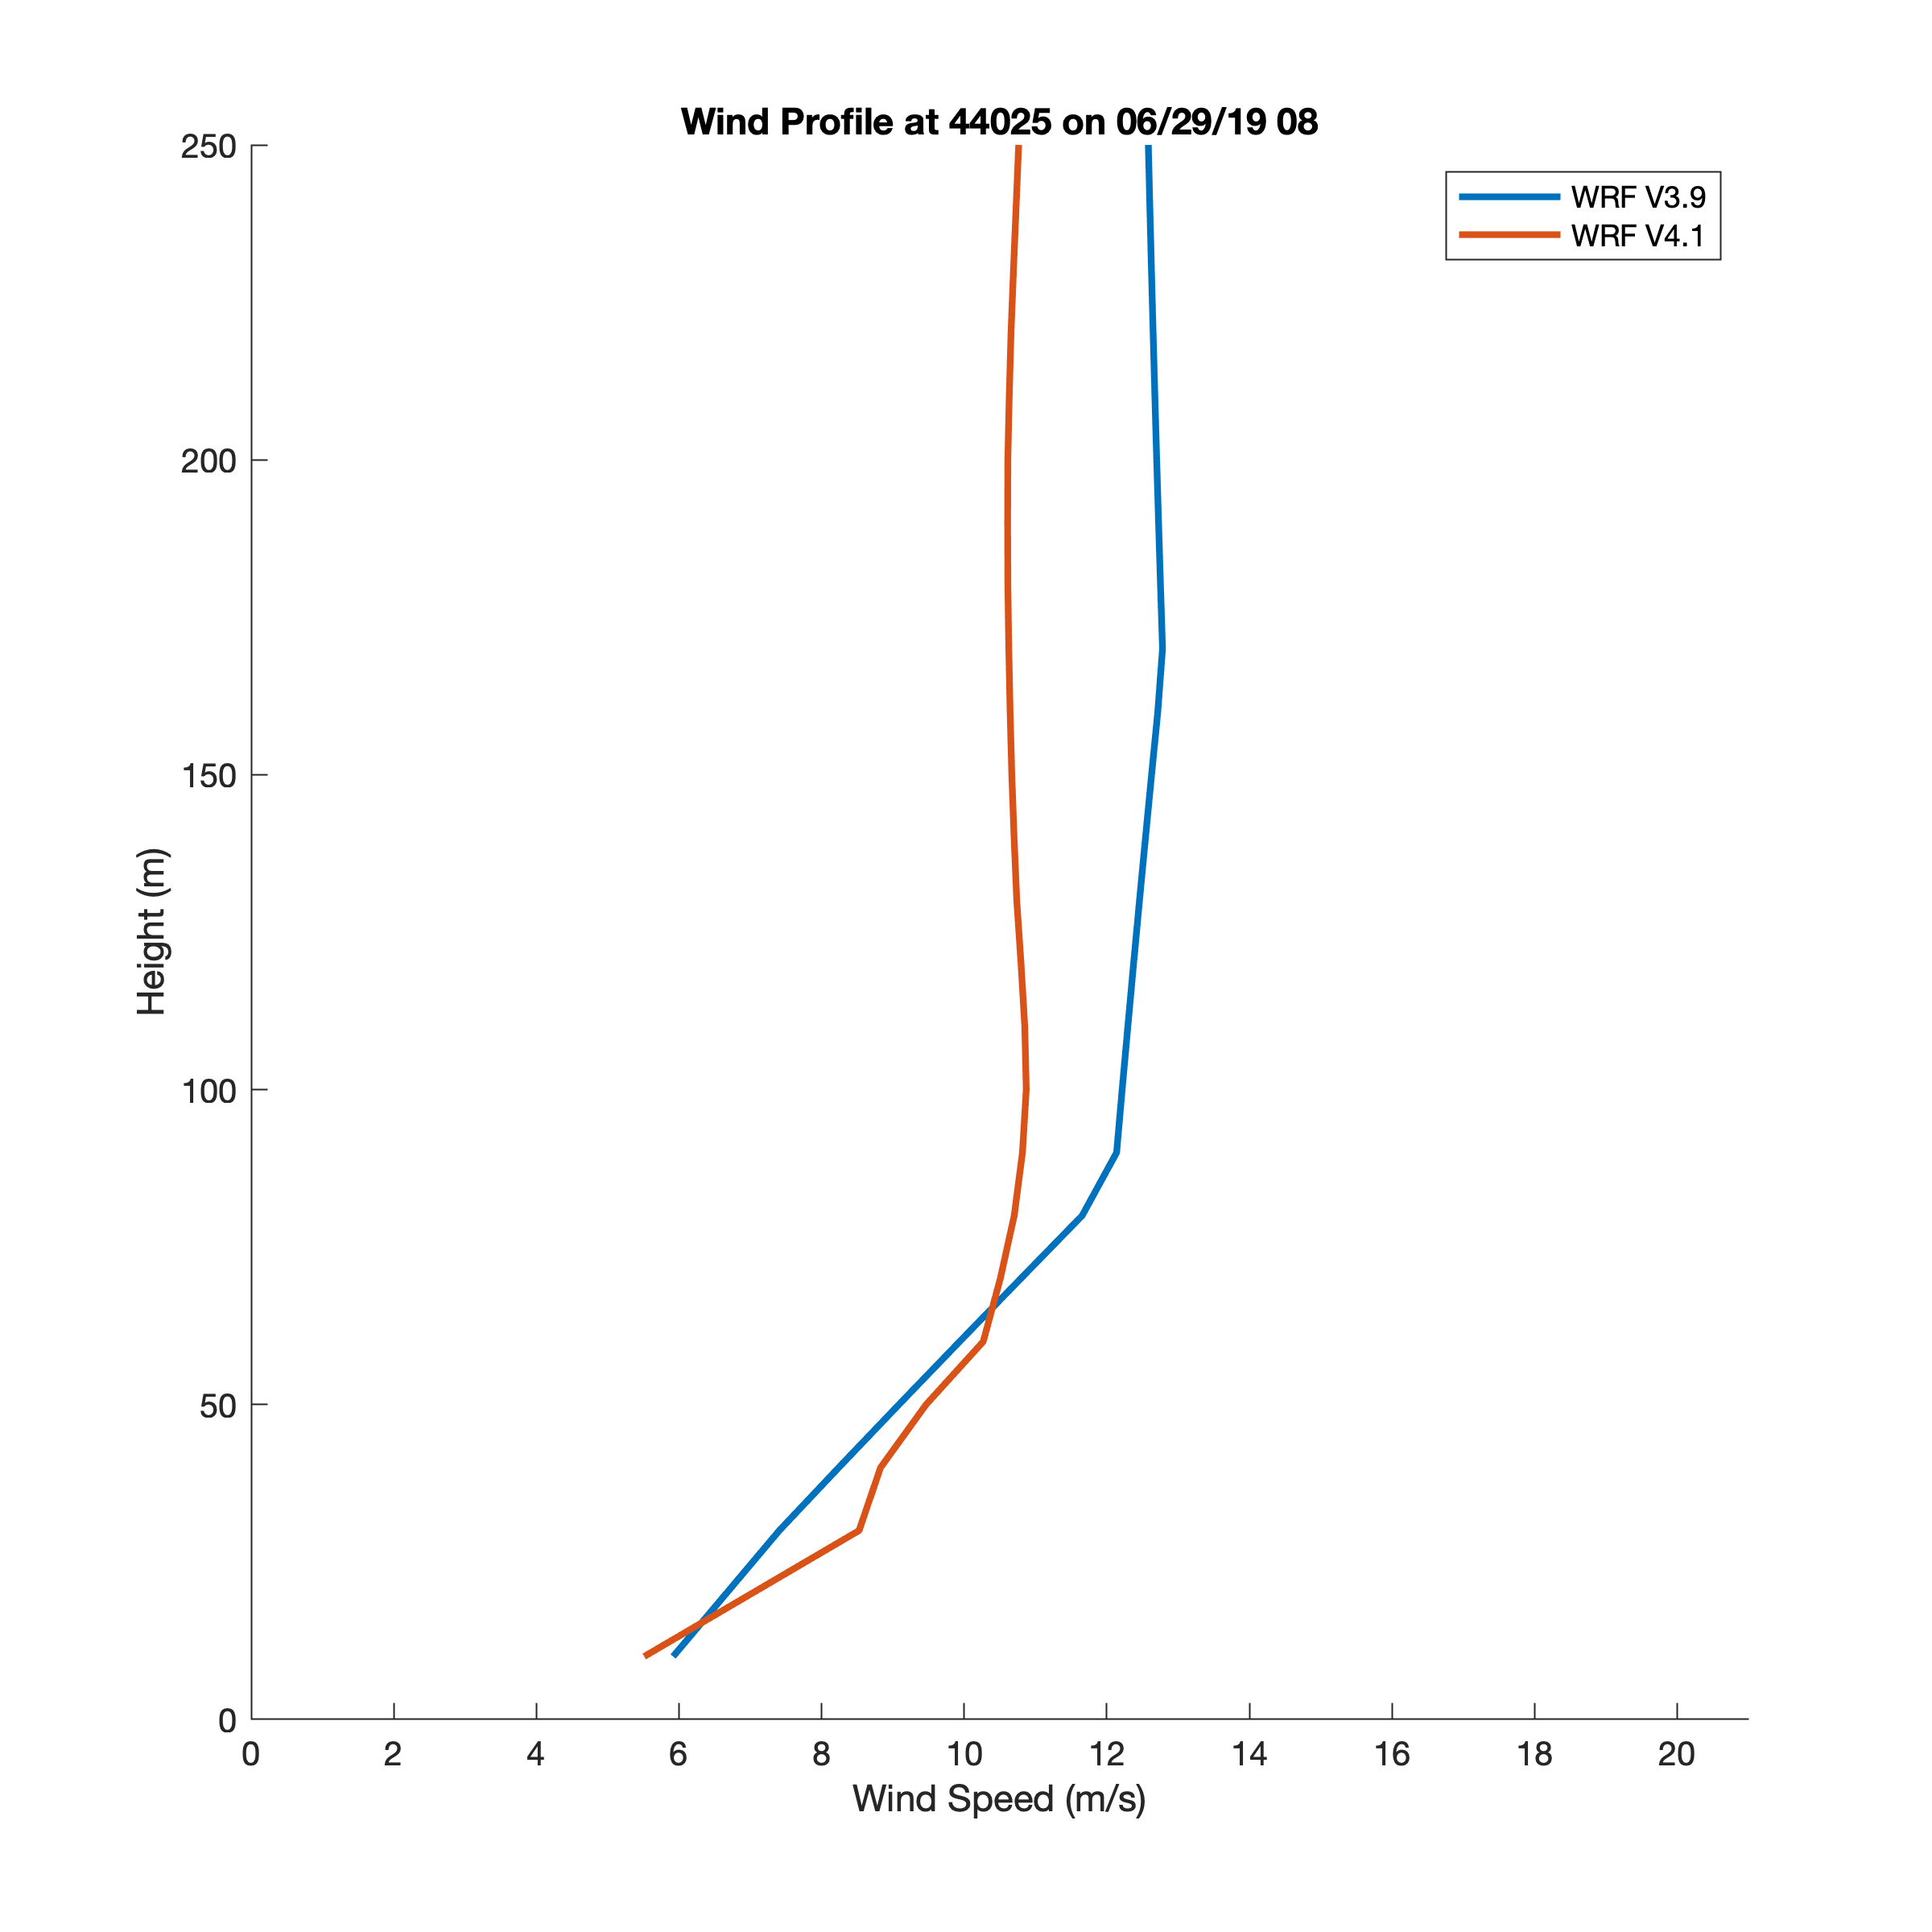 Wind Profile at 44025 on 06/29/19 08
WRF V3.9
WRF V4.1
250
200
150
100
50
0
Height (m)
0 2 4 6 8 10 12 14 16 18 20
Wind Speed (m/s)